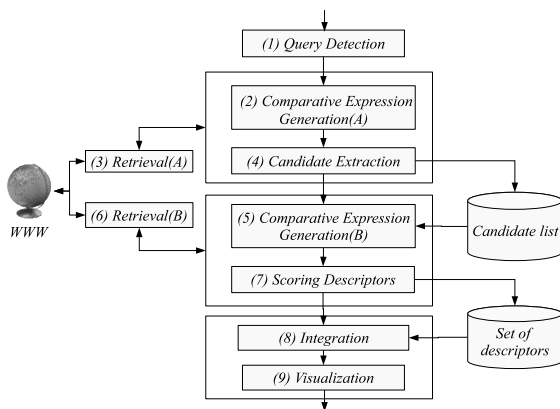 (1) Query Detection
(2) Comparative Expression
Generation(A)
(3) Retrieval(A)
(4) Candidate Extraction
(6) Retrieval(B)
WWW
(5) Comparative Expression
Generation(B)
Candidate list
(7) Scoring Descriptors
(8) Integration
Set of
descriptors
(9) Visualization